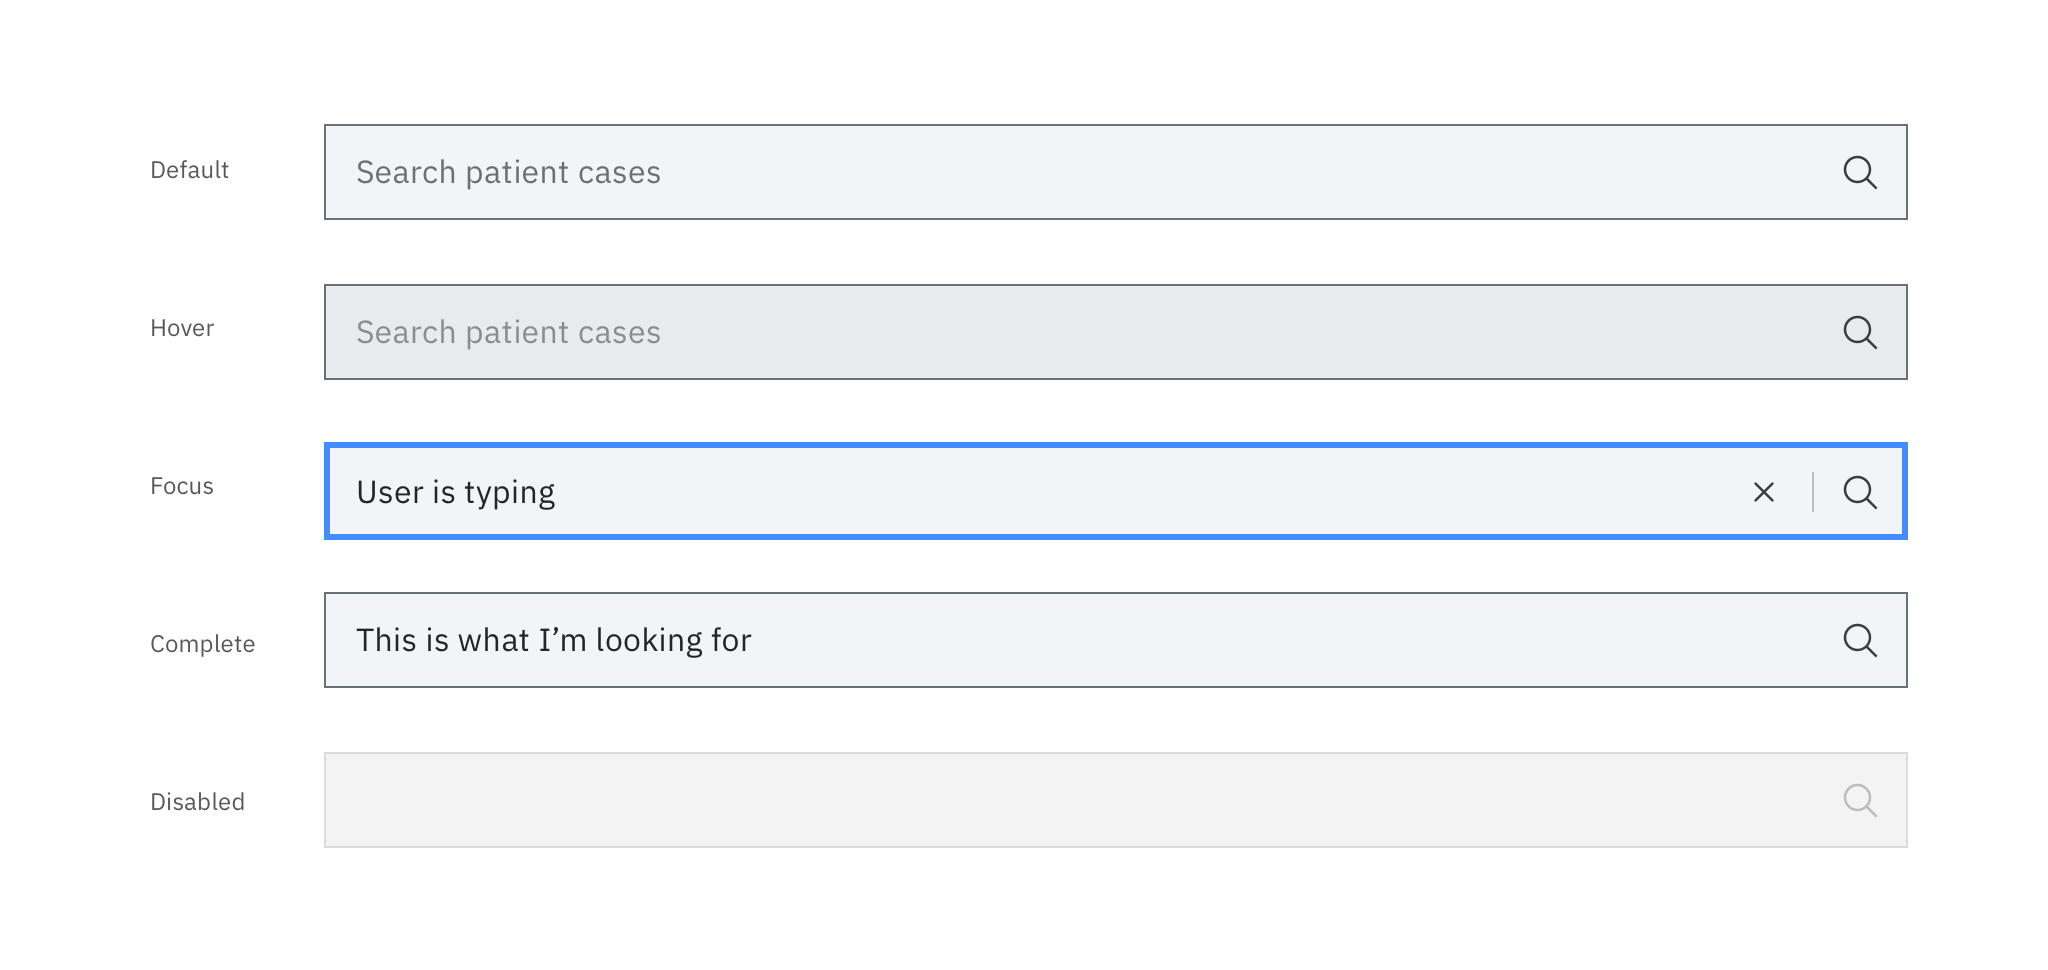 Default
Search patient cases
Hover
Search patient cases
Focus
User is typing
Complete
This is what I’m looking for
Disabled